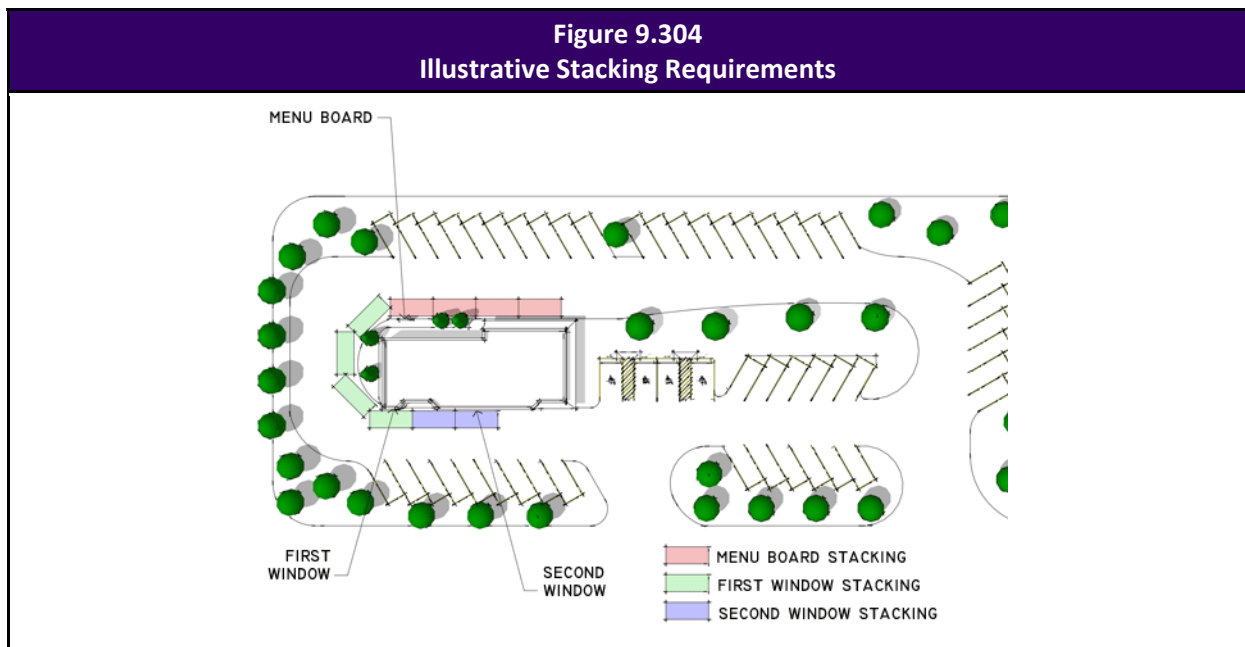 Figure 9.304
Illustrative Stacking Requirements
MENU BOARD
FIRST
WINDOW
SECOND
WINDOW
MENU BOARD STACKING
FIRST WINDOW STACKING
SECOND WINDOW STACKING